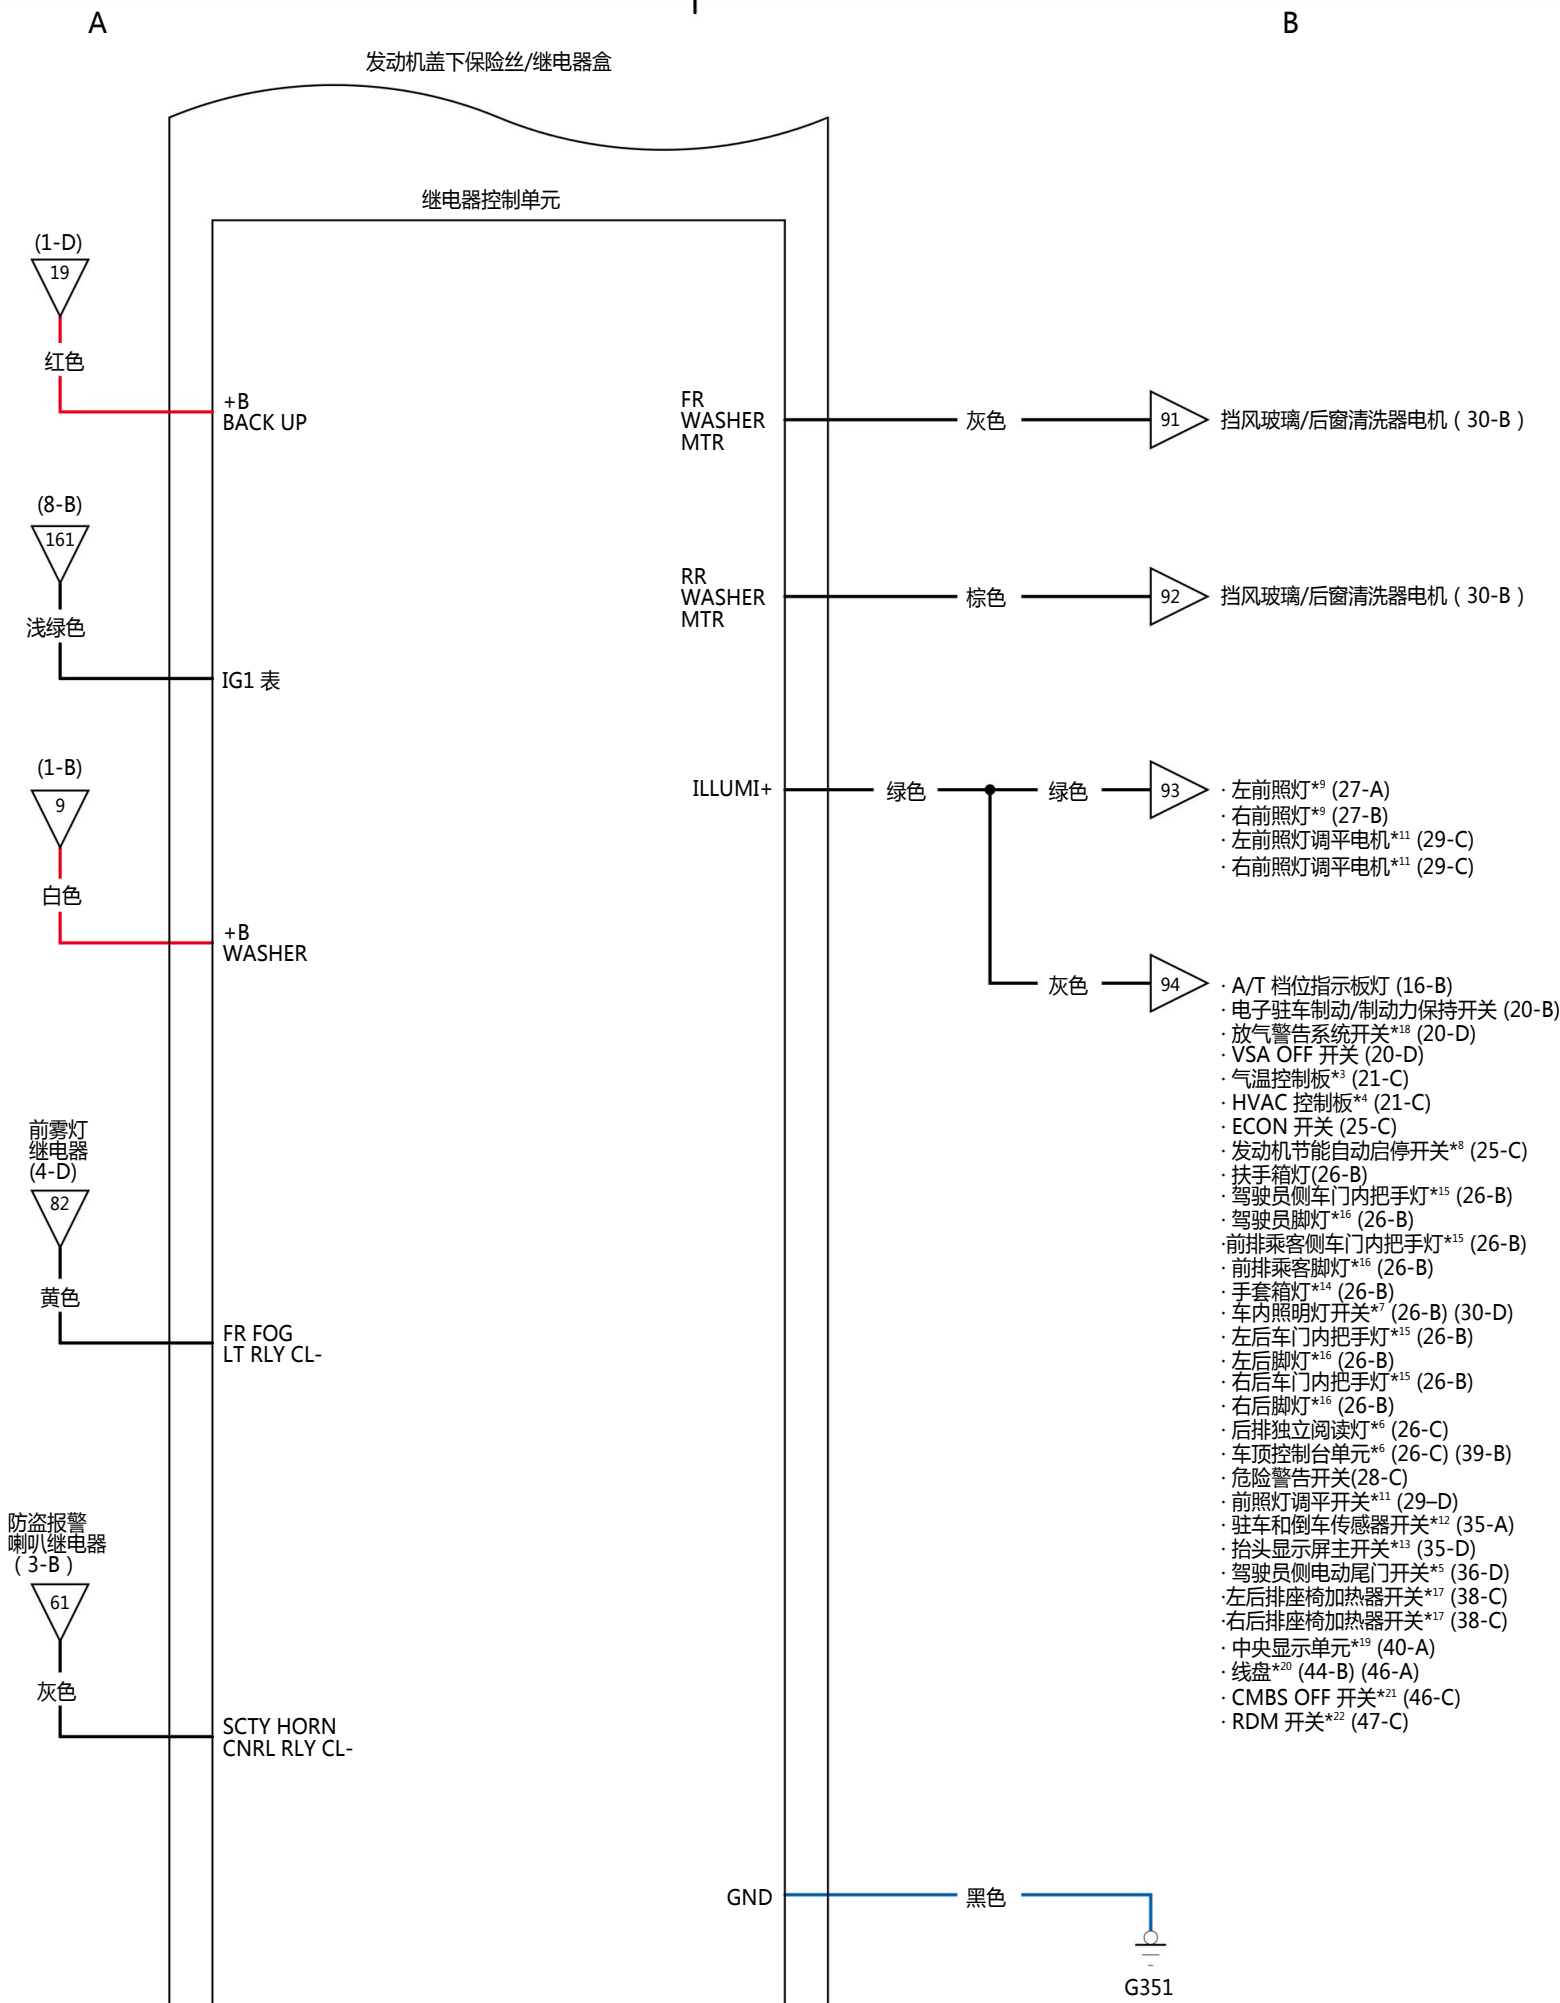 A
B
发动机盖下保险丝/继电器盒
继电器控制单元
(1-D)
19
红色
+B
BACK UP
FR
WASHER
MTR
灰色
91
挡风玻璃/后窗清洗器电机（30-B）
(8-B)
161
浅绿色
IG1 表
RR
WASHER
MTR
棕色
92
挡风玻璃/后窗清洗器电机（30-B）
(1-B)
9
白色
+B
WASHER
ILLUMI+
绿色
绿色
93
· 左前照灯*9 (27-A)
· 右前照灯*9 (27-B)
· 左前照灯调平电机*11 (29-C)
· 右前照灯调平电机*11 (29-C)
灰色
94
· A/T 档位指示板灯 (16-B)
· 电子驻车制动/制动力保持开关 (20-B)
· 放气警告系统开关*18 (20-D)
· VSA OFF 开关 (20-D)
· 气温控制板*3 (21-C)
· HVAC 控制板*4 (21-C)
· ECON 开关 (25-C)
· 发动机节能自动启停开关*8 (25-C)
· 扶手箱灯(26-B)
· 驾驶员侧车门内把手灯*15 (26-B)
· 驾驶员脚灯*16 (26-B)
·前排乘客侧车门内把手灯*15 (26-B)
· 前排乘客脚灯*16 (26-B)
· 手套箱灯*14 (26-B)
· 车内照明灯开关*7 (26-B) (30-D)
· 左后车门内把手灯*15 (26-B)
· 左后脚灯*16 (26-B)
· 右后车门内把手灯*15 (26-B)
· 右后脚灯*16 (26-B)
· 后排独立阅读灯*6 (26-C)
· 车顶控制台单元*6 (26-C) (39-B)
· 危险警告开关(28-C)
· 前照灯调平开关*11 (29–D)
· 驻车和倒车传感器开关*12 (35-A)
· 抬头显示屏主开关*13 (35-D)
· 驾驶员侧电动尾门开关*5 (36-D)
·左后排座椅加热器开关*17 (38-C)
·右后排座椅加热器开关*17 (38-C)
· 中央显示单元*19 (40-A)
· 线盘*20 (44-B) (46-A)
· CMBS OFF 开关*21 (46-C)
· RDM 开关*22 (47-C)
前雾灯
继电器
(4-D)
82
黄色
FR FOG
LT RLY CL-
防盗报警
喇叭继电器
（3-B）
61
灰色
SCTY HORN
CNRL RLY CL-
GND
黑色
G351